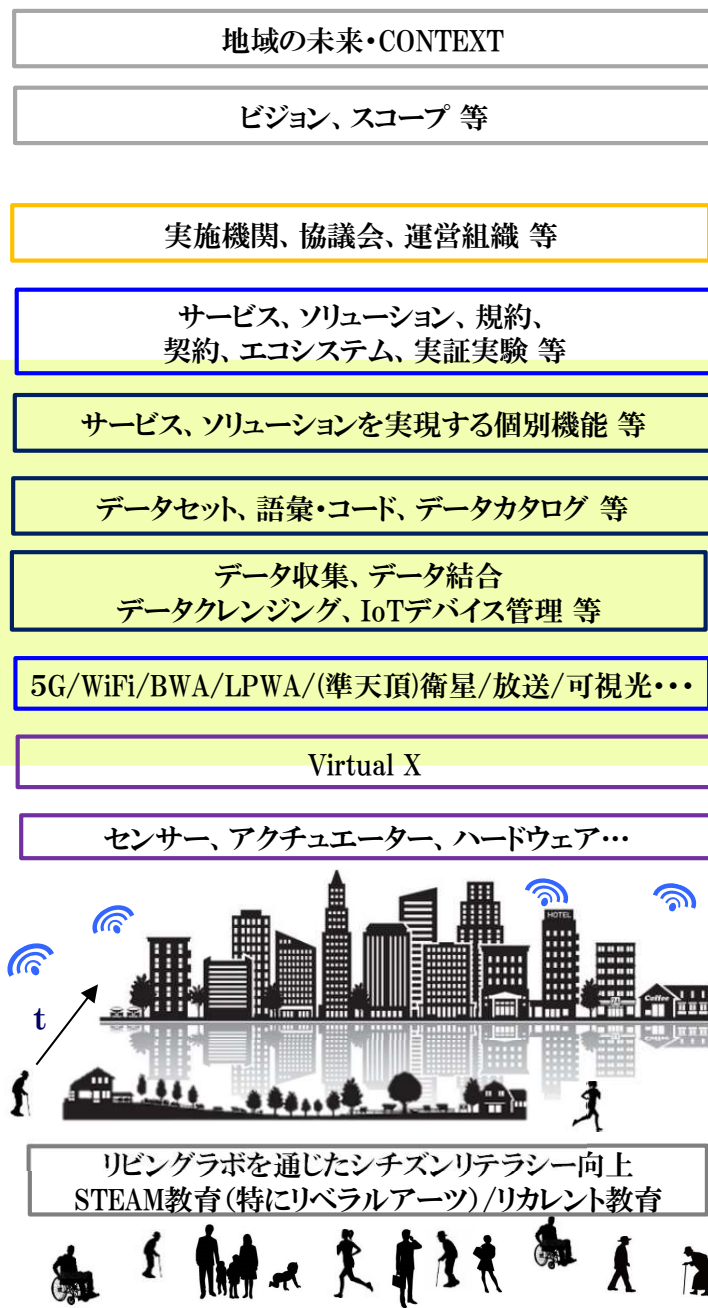 地域の未来・CONTEXT
ビジョン、スコープ 等
実施機関、協議会、運営組織 等
サービス、ソリューション、規約、
契約、エコシステム、実証実験 等
サービス、ソリューションを実現する個別機能 等
データセット、語彙・コード、データカタログ 等
データ収集、データ結合
データクレンジング、IoTデバイス管理 等
5G/WiFi/BWA/LPWA/(準天頂)衛星/放送/可視光・・・
Virtual X
センサー、アクチュエーター、ハードウェア…
HOTEL
Coffee
t
リビングラボを通じたシチズンリテラシー向上
STEAM教育(特にリベラルアーツ)/リカレント教育